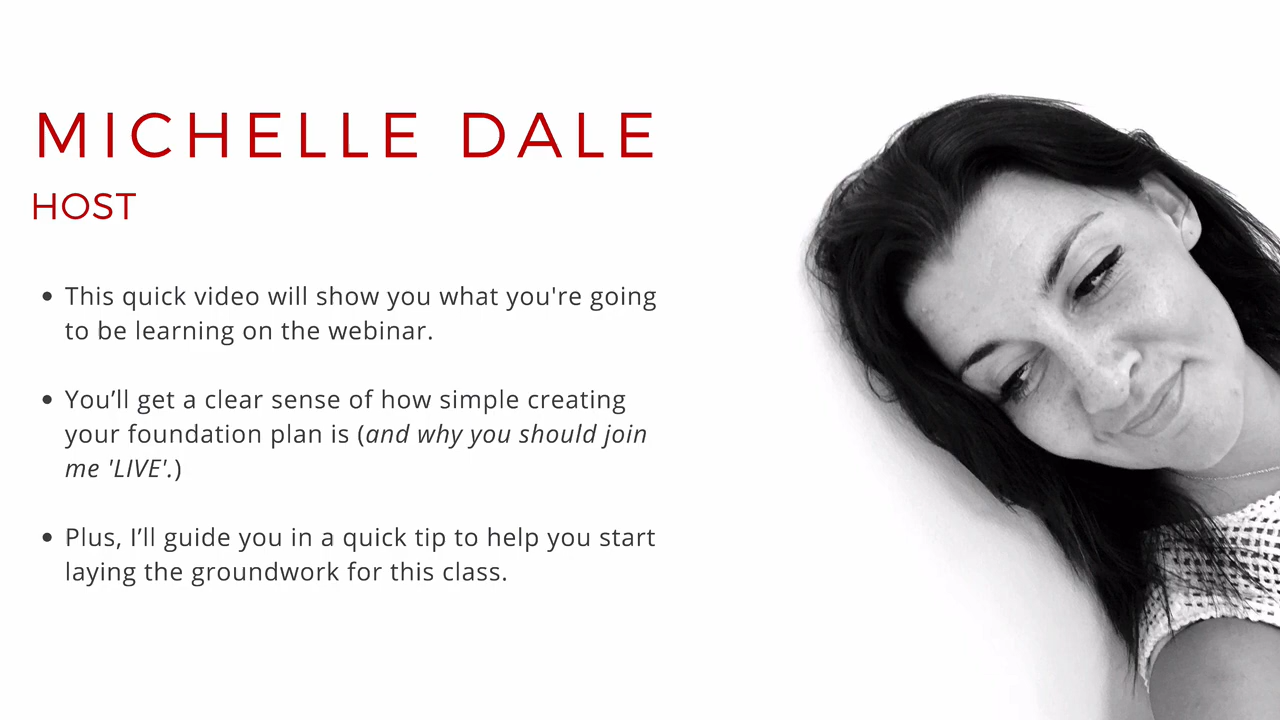 MICHELLE DALE
HOST
• This quick video will show you what you're going
to be learning on the webinar.
• You’ll get a clear sense of how simple creating
your foundation plan is (and why you should join
me 'LIVE'.)
• Plus, I’ll guide you in a quick tip to help you start
laying the groundwork for this class.